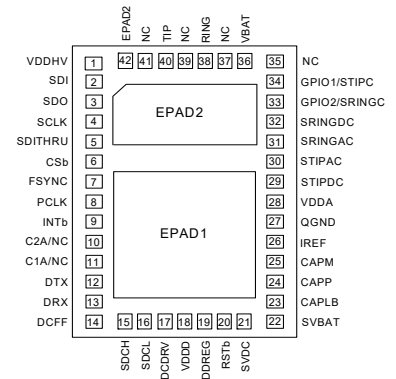 EPAD2 NC TIP NC RING NC VBAT
42 41 40 39 38 37 36
VDDHV 1 35 NC
SDI 2 34 GPIO1/STIPC
SDO 3 33 GPIO2/SRINGC
SCLK 4 EPAD2 32 SRINGDC
SDITHRU 5 31 SRINGAC
CSb 6 30 STIPAC
FSYNC 7 29 STIPDC
PCLK 8 28 VDDA
INTb 9 EPAD1 27 QGND
C2A/NC 10 26 IREF
C1A/NC 11 25 CAPM
DTX 12 24 CAPP
DRX 13 23 CAPLB
DCFF 14 22 SVBAT
15 16 17 18 19 20 21
SDCH SDCL DCDRV VDDD DDREG RSTb SVDC